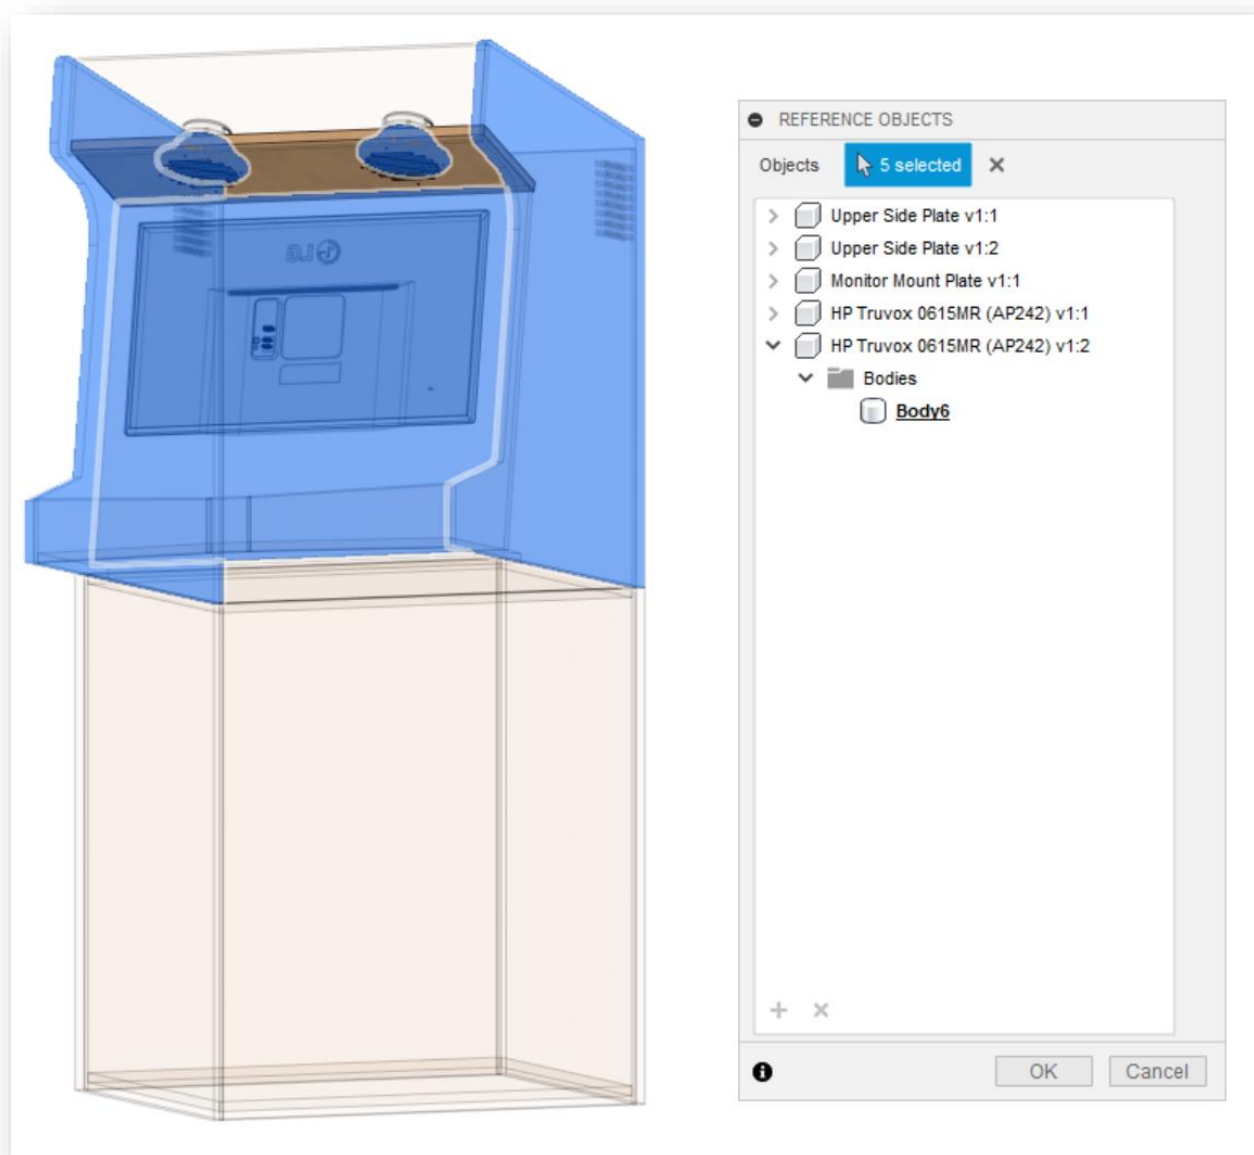 LG
REFERENCE OBJECTS
Objects 5 selected
Upper Side Plate v1:1
Upper Side Plate v1:2
Monitor Mount Plate v1:1
HP Truvox 0615MR (AP242) v1:1
HP Truvox 0615MR (AP242) v1:2
Bodies
Body6
OK Cancel